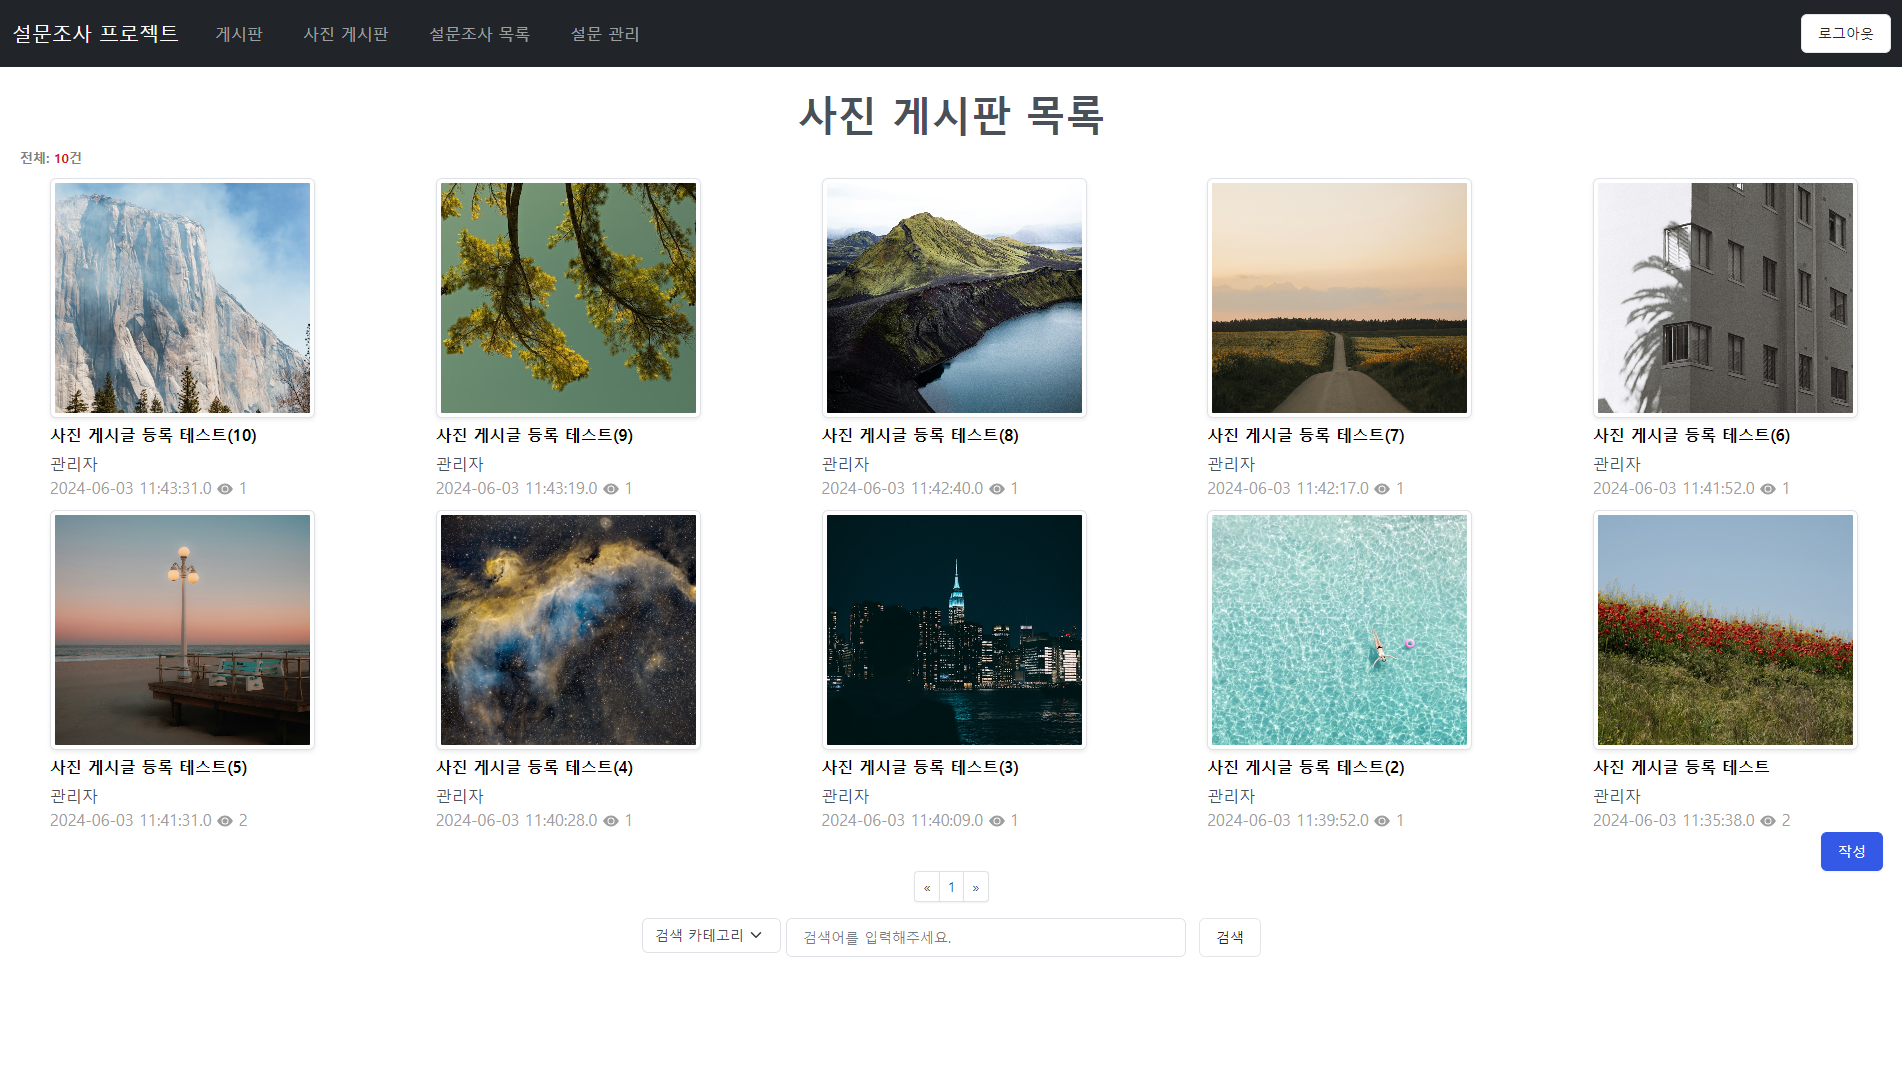 설문조사 프로젝트 게시판 사진 게시판 설문조사 목록 설문 관리 로그아웃
사진 게시판 목록
전체: 10건
사진 게시글 등록 테스트(10) 사진 게시글 등록 테스트(9) 사진 게시글 등록 테스트(8) 사진 게시글 등록 테스트(7) 사진 게시글 등록 테스트(6)
관리자 관리자 관리자 관리자 관리자
2024-06-03 11:43:31.0 1 2024-06-03 11:43:19.0 1 2024-06-03 11:42:40.0 1 2024-06-03 11:42:17.0 1 2024-06-03 11:41:52.0 1
사진 게시글 등록 테스트(5) 사진 게시글 등록 테스트(4) 사진 게시글 등록 테스트(3) 사진 게시글 등록 테스트(2) 사진 게시글 등록 테스트
관리자 관리자 관리자 관리자 관리자
2024-06-03 11:41:31.0 2 2024-06-03 11:40:28.0 1 2024-06-03 11:40:09.0 1 2024-06-03 11:39:52.0 1 2024-06-03 11:35:38.0 2
작성
« 1 »
검색 카테고리 검색어를 입력해주세요. 검색